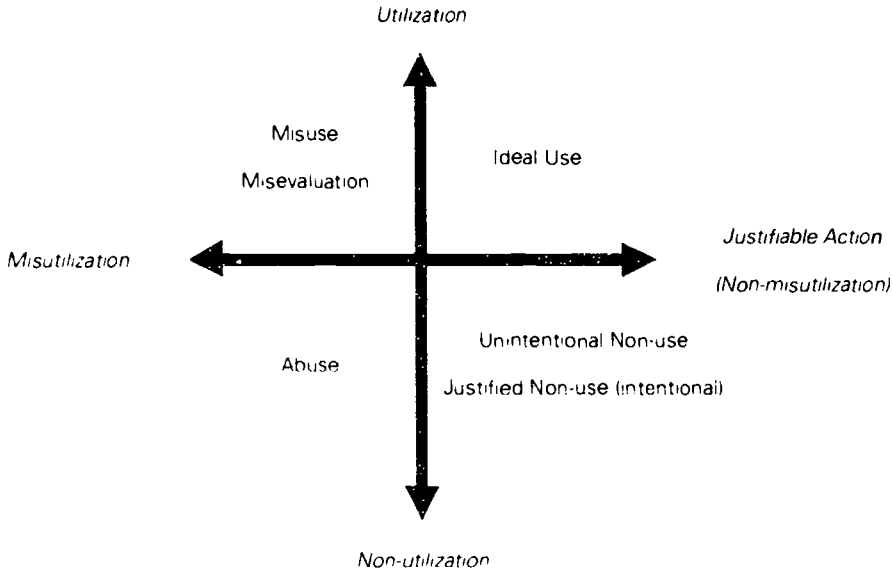 Utilization
Misuse
Misevaluation
Ideal Use
Misutilization
Justifiable Action
(Non-misutilization)
Abuse
Unintentional Non-use
Justified Non-use (intentional)
Non-utilization